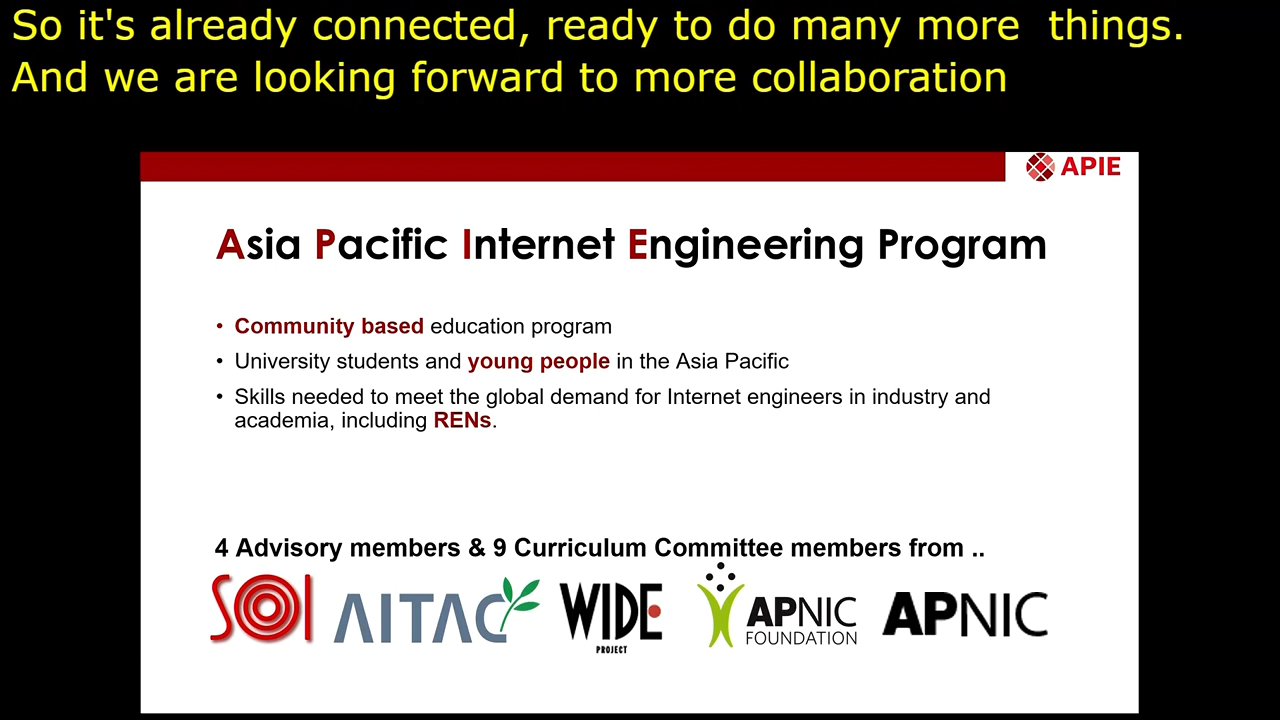 So it's already connected, ready to do many more  things.
And we are looking forward to more collaboration
APIE
Asia Pacific Internet Engineering Program
• Community based education program
• University students and young people in the Asia Pacific
• Skills needed to meet the global demand for Internet engineers in industry and
academia, including RENs.
4 Advisory members & 9 Curriculum Committee members from ..
SOI AITAC WIDE PROJECT APNIC FOUNDATION APNIC